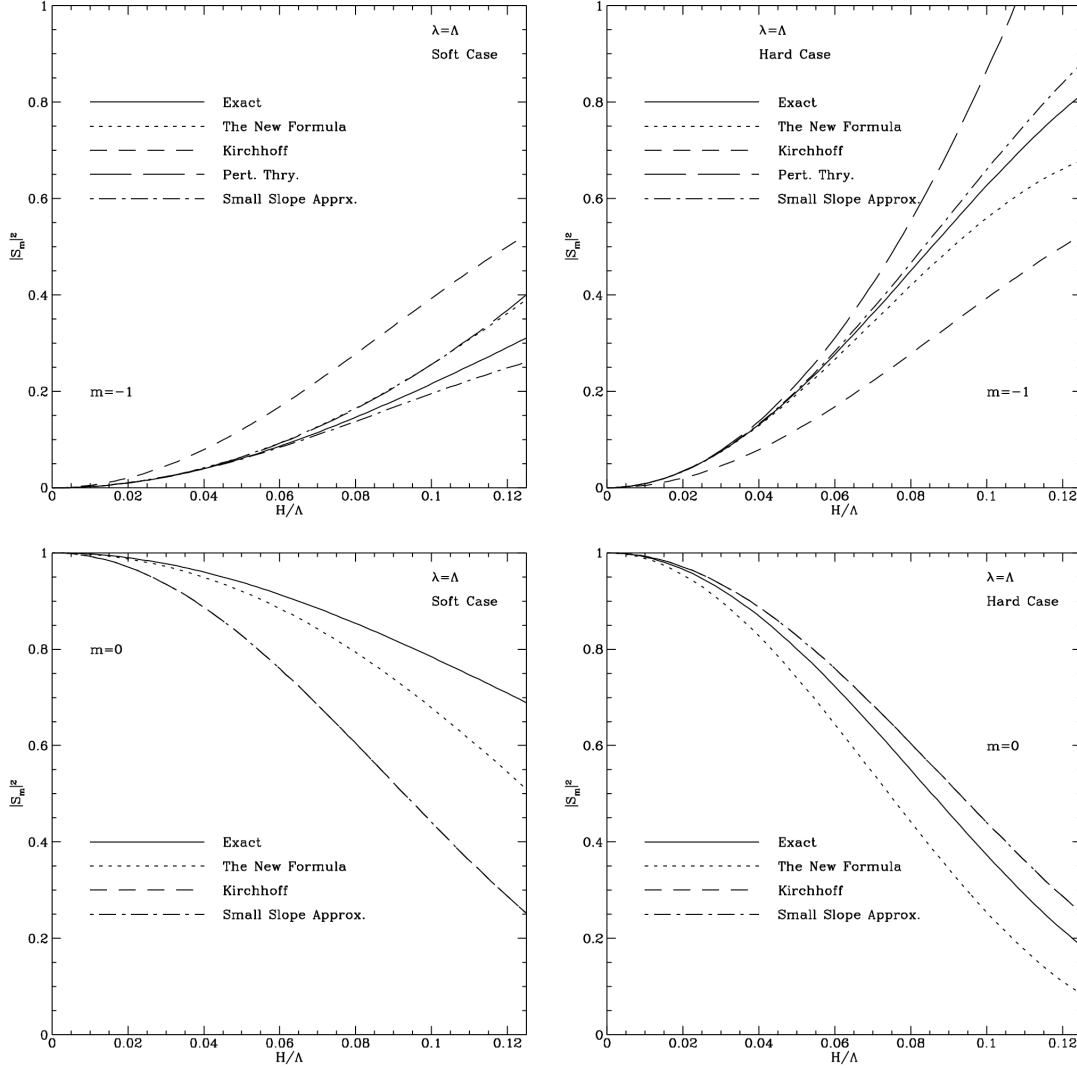 λ=Λ
Soft Case
Exact
The New Formula
Kirchhoff
Pert. Thry.
Small Slope Apprx.
m=−1
|S_m|²
1
0.8
0.6
0.4
0.2
0
0 0.02 0.04 0.06 0.08 0.1 0.12
H/Λ
λ=Λ
Hard Case
Exact
The New Formula
Kirchhoff
Pert. Thry.
Small Slope Apprx.
m=−1
|S_m|²
1
0.8
0.6
0.4
0.2
0
0 0.02 0.04 0.06 0.08 0.1 0.12
H/Λ
λ=Λ
Soft Case
m=0
Exact
The New Formula
Kirchhoff
Small Slope Apprx.
|S_m|²
1
0.8
0.6
0.4
0.2
0
0 0.02 0.04 0.06 0.08 0.1 0.12
H/Λ
λ=Λ
Hard Case
m=0
Exact
The New Formula
Kirchhoff
Small Slope Apprx.
|S_m|²
1
0.8
0.6
0.4
0.2
0
0 0.02 0.04 0.06 0.08 0.1 0.12
H/Λ